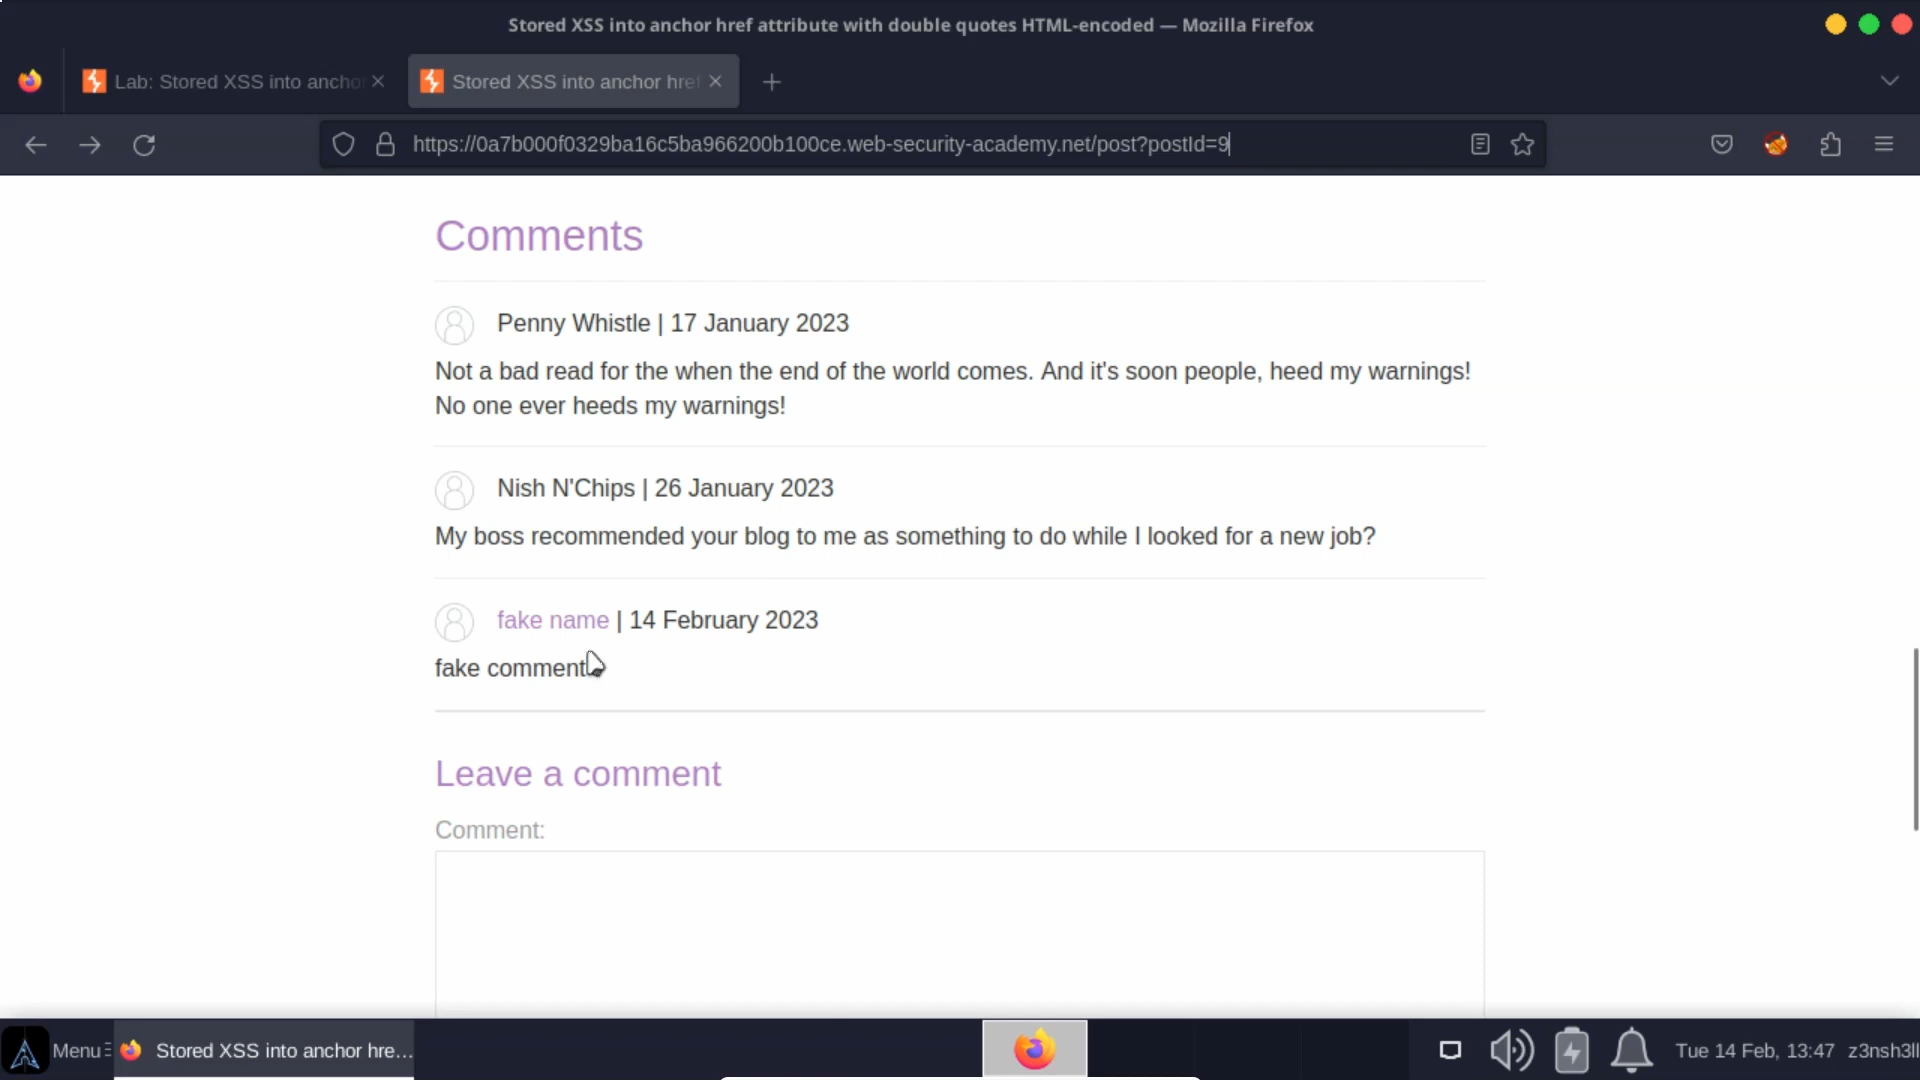 Stored XSS into anchor href attribute with double quotes HTML-encoded — Mozilla Firefox
Lab: Stored XSS into ancho
Stored XSS into anchor hre
https://0a7b000f0329ba16c5ba966200b100ce.web-security-academy.net/post?postId=9
Comments
Penny Whistle | 17 January 2023
Not a bad read for the when the end of the world comes. And it's soon people, heed my warnings!
No one ever heeds my warnings!
Nish N'Chips | 26 January 2023
My boss recommended your blog to me as something to do while I looked for a new job?
fake name | 14 February 2023
fake comment
Leave a comment
Comment:
Menu
Stored XSS into anchor hre...
Tue 14 Feb, 13:47
z3nsh3ll